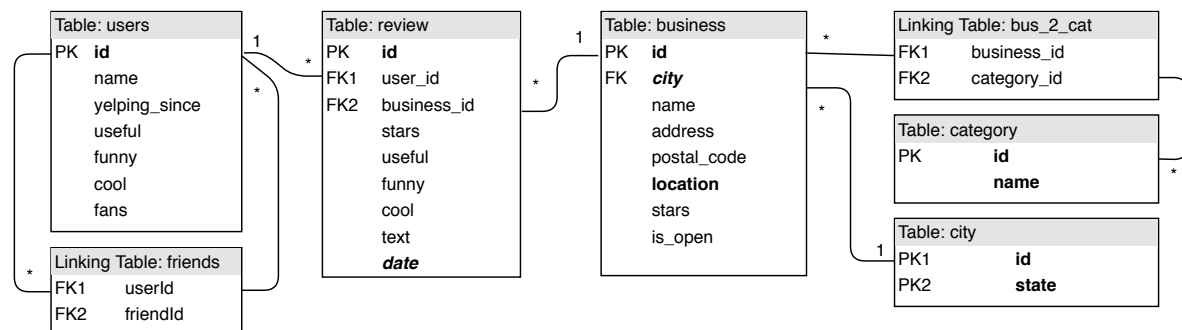 Table: users
PK id
name
yelping_since
useful
funny
cool
fans
Linking Table: friends
FK1 userId
FK2 friendId
1
*
*
*
Table: review
PK id
FK1 user_id
FK2 business_id
stars
useful
funny
cool
text
date
*
1
Table: business
PK id
FK city
name
address
postal_code
location
stars
is_open
*
*
1
Linking Table: bus_2_cat
FK1 business_id
FK2 category_id
Table: category
PK id
name
*
Table: city
PK1 id
PK2 state